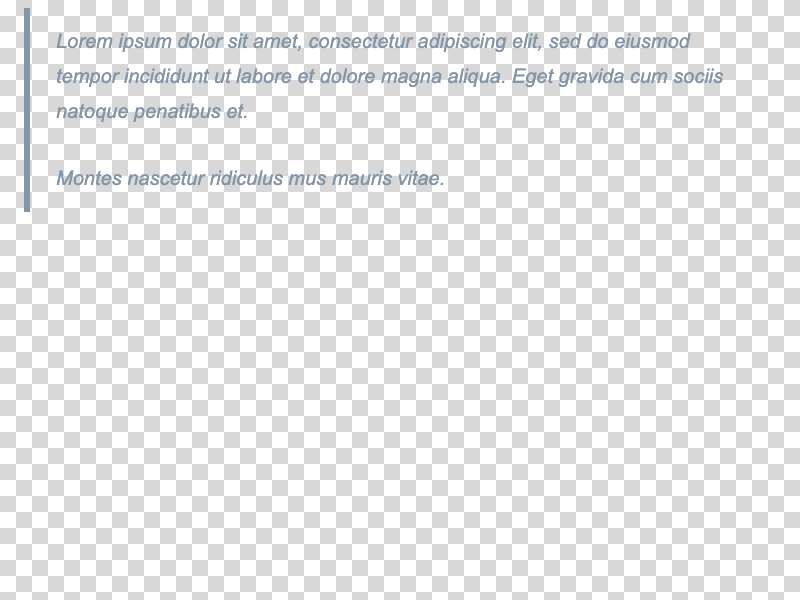 Lorem ipsum dolor sit amet, consectetur adipiscing elit, sed do eiusmod
tempor incididunt ut labore et dolore magna aliqua. Eget gravida cum sociis
natoque penatibus et.
Montes nascetur ridiculus mus mauris vitae.